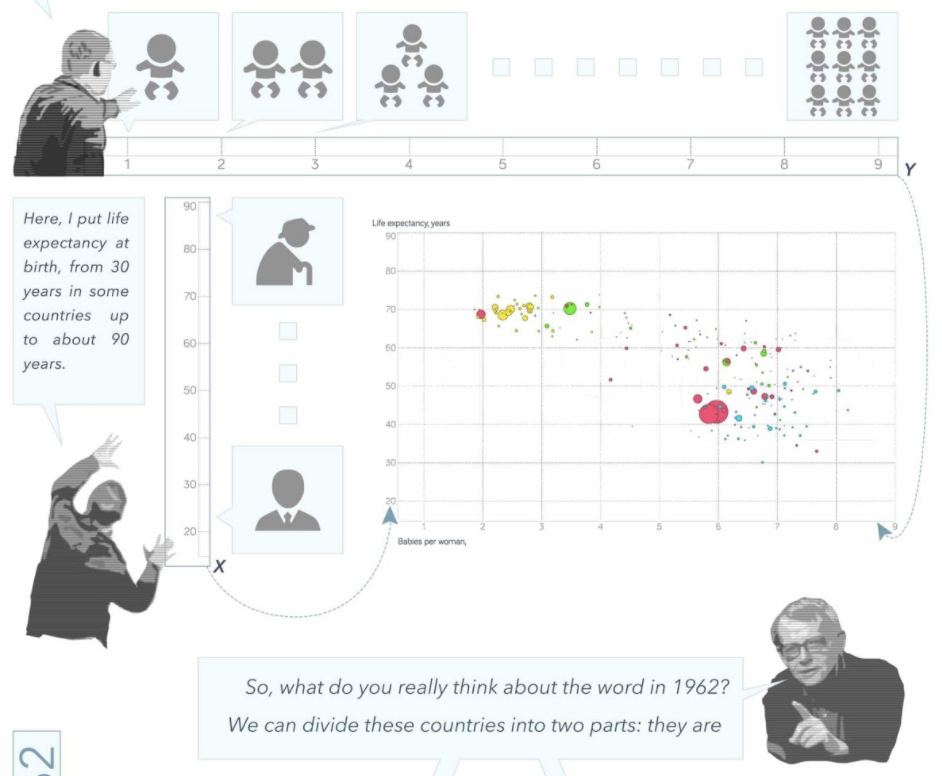 1 2 3 4 5 6 7 8 9 Y
Here, I put life
expectancy at
birth, from 30
years in some
countries up
to about 90
years.
90
80
70
60
50
40
30
20
X
Life expectancy, years
90
80
70
60
50
40
30
20
1 2 3 4 5 6 7 8 9
Babies per woman,
So, what do you really think about the word in 1962?
We can divide these countries into two parts: they are